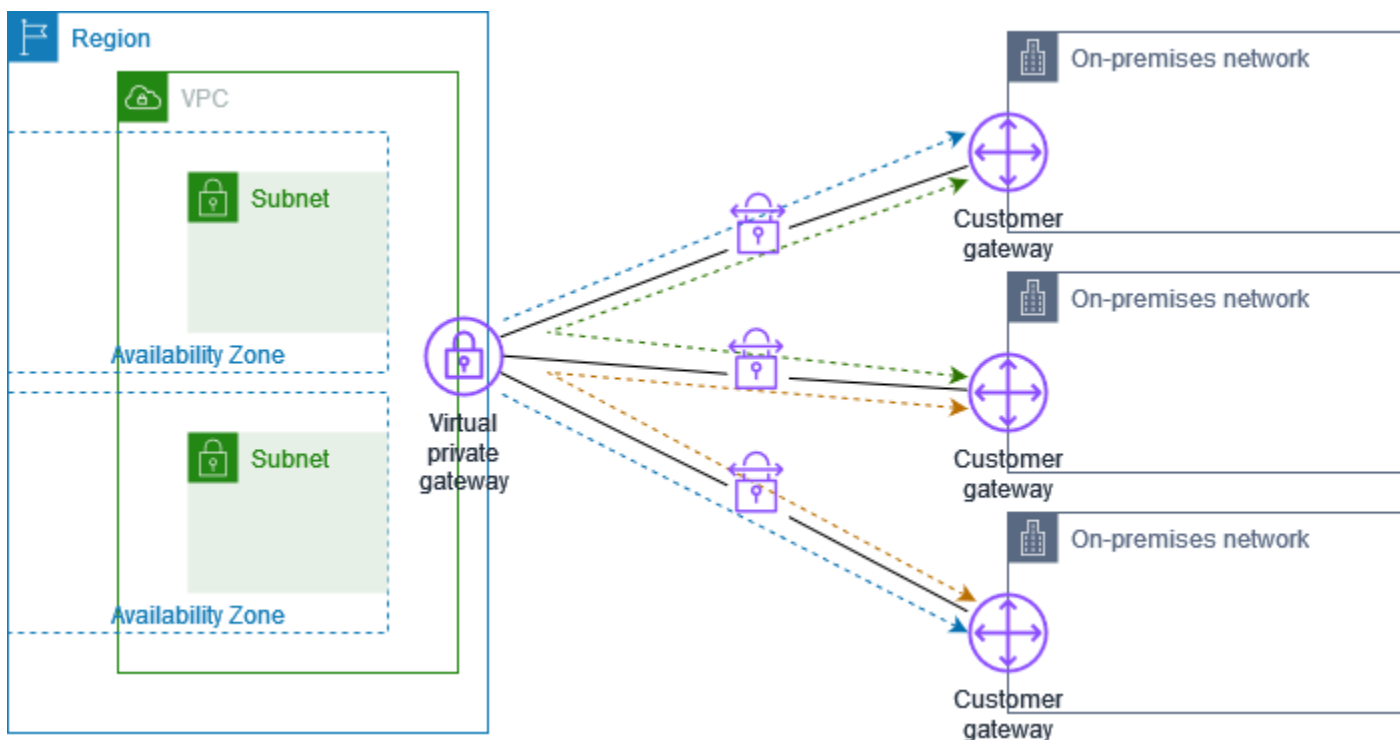 Region
VPC
Subnet
Availability Zone
Subnet
Availability Zone
Virtual
private
gateway
On-premises network
Customer
gateway
On-premises network
Customer
gateway
On-premises network
Customer
gateway